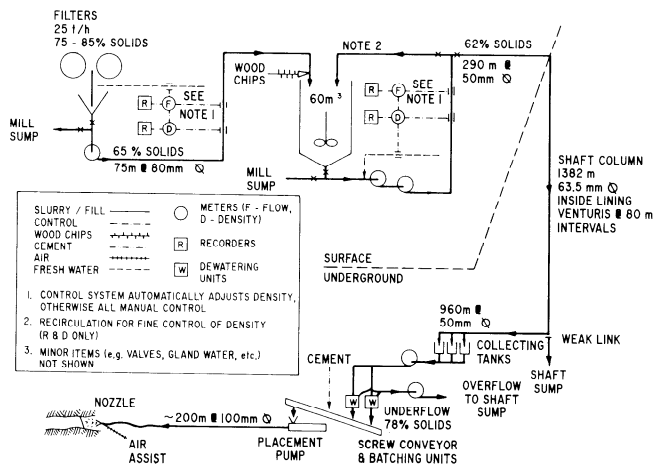 FILTERS
25 t/h
75 - 85% SOLIDS
MILL
SUMP
65 % SOLIDS
75m @ 80mm Ø
R
F
R
D
SEE
NOTE 1
WOOD
CHIPS
60m³
MILL
SUMP
NOTE 2
R
F
R
D
SEE
NOTE 1
62% SOLIDS
290 m @
50mm Ø
SHAFT COLUMN
1382 m
63.5 mm Ø
INSIDE LINING
VENTURIS @ 80 m
INTERVALS
SURFACE
UNDERGROUND
SLURRY / FILL
CONTROL
WOOD CHIPS
CEMENT
AIR
FRESH WATER
METERS (F - FLOW,
D - DENSITY)
R RECORDERS
W DEWATERING
UNITS
1. CONTROL SYSTEM AUTOMATICALLY ADJUSTS DENSITY,
OTHERWISE ALL MANUAL CONTROL
2. RECIRCULATION FOR FINE CONTROL OF DENSITY
(R & D ONLY)
3. MINOR ITEMS (e.g. VALVES, GLAND WATER, etc.)
NOT SHOWN
960m @
50mm Ø
COLLECTING
TANKS
WEAK LINK
SHAFT
SUMP
CEMENT
W
W
OVERFLOW
TO SHAFT
SUMP
UNDERFLOW
78% SOLIDS
SCREW CONVEYOR
& BATCHING UNITS
NOZZLE
~200m @ 100mm Ø
AIR
ASSIST
PLACEMENT
PUMP